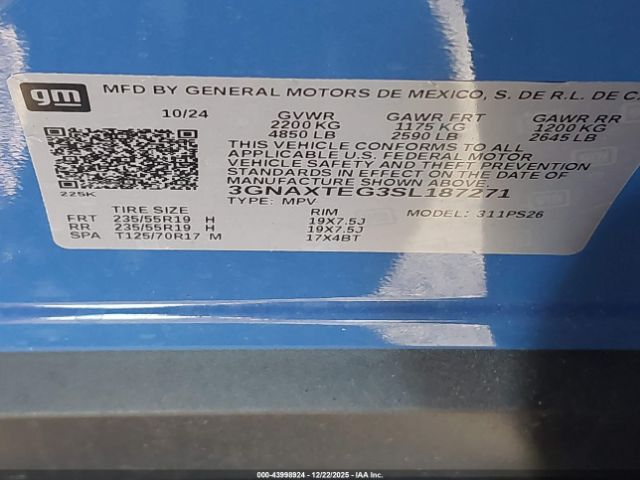 gm MFD BY GENERAL MOTORS DE MEXICO, S. DE R.L. DE C.
10/24 GVWR GAWR FRT GAWR RR
2200 KG 1175 KG 1200 KG
4850 LB 2590 LB 2645 LB
THIS VEHICLE CONFORMS TO ALL
APPLICABLE U.S. FEDERAL MOTOR
VEHICLE SAFETY AND THEFT PREVENTION
STANDARDS IN EFFECT ON THE DATE OF
MANUFACTURE SHOWN ABOVE.
225K 3GNAXTEG3SL187271
TYPE: MPV MODEL: 311PS26
TIRE SIZE RIM
FRT 235/55R19 H 19X7.5J
RR 235/55R19 H 19X7.5J
SPA T125/70R17 M 17X4BT
000-43998924 - 12/22/2025 - IAA Inc.